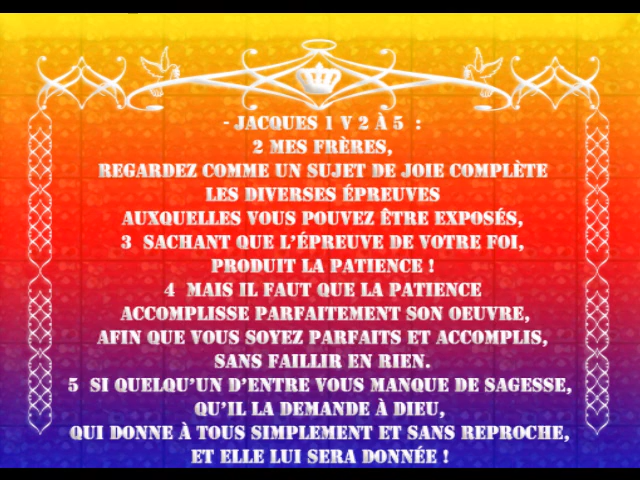 - JACQUES 1 V 2 À 5 :
2 MES FRÈRES,
REGARDEZ COMME UN SUJET DE JOIE COMPLÈTE
LES DIVERSES ÉPREUVES
AUXQUELLES VOUS POUVEZ ÊTRE EXPOSÉS,
3 SACHANT QUE L'ÉPREUVE DE VOTRE FOI,
PRODUIT LA PATIENCE !
4 MAIS IL FAUT QUE LA PATIENCE
ACCOMPLISSE PARFAITEMENT SON OEUVRE,
AFIN QUE VOUS SOYEZ PARFAITS ET ACCOMPLIS,
SANS FAILLIR EN RIEN.
5 SI QUELQU'UN D'ENTRE VOUS MANQUE DE SAGESSE,
QU'IL LA DEMANDE À DIEU,
QUI DONNE À TOUS SIMPLEMENT ET SANS REPROCHE,
ET ELLE LUI SERA DONNÉE !